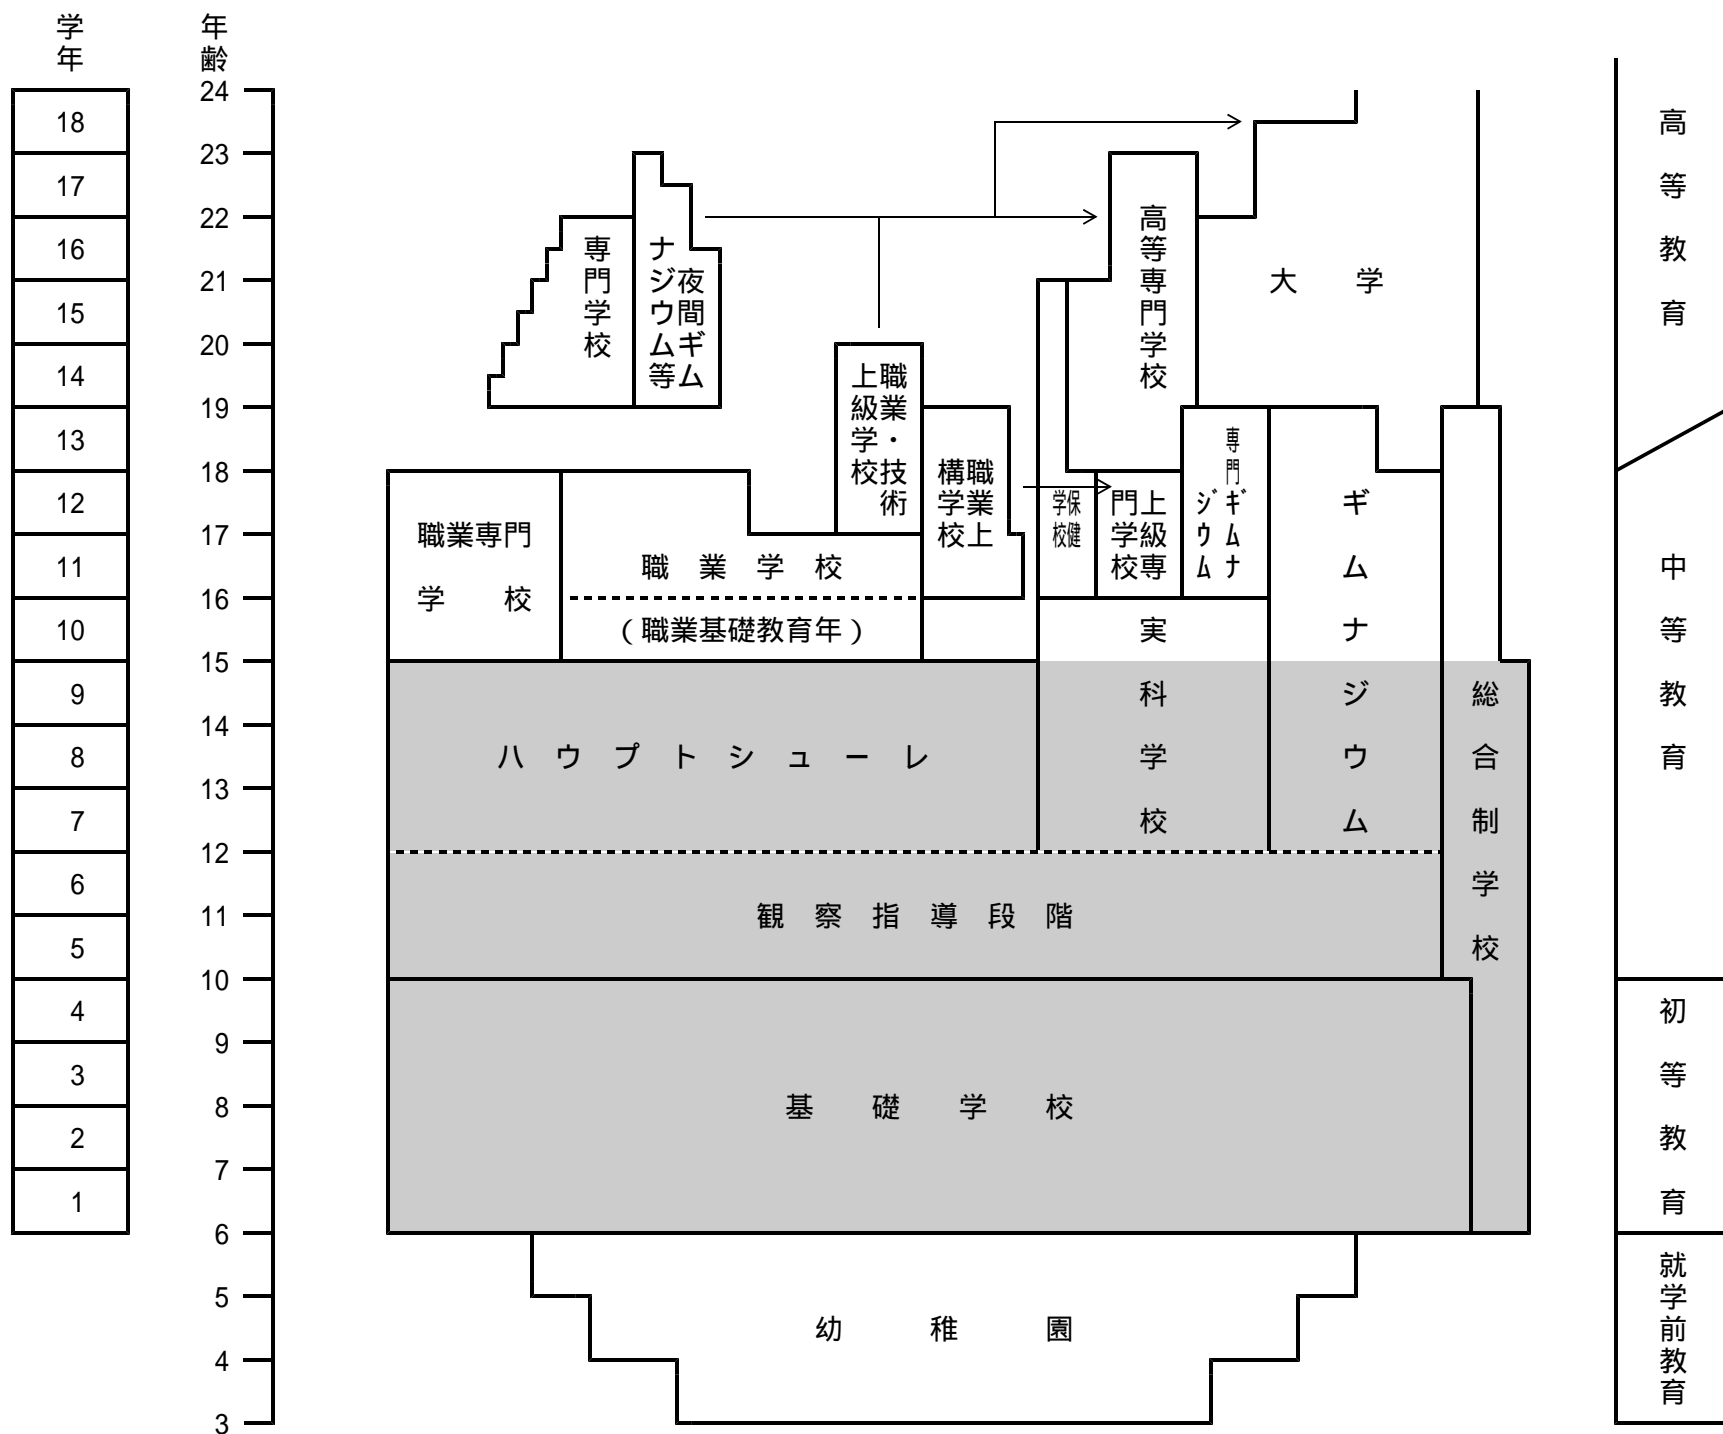 学年
年齢
24
18
23
17
22
16
21
15
20
14
19
13
18
12
17
11
16
10
15
9
14
8
13
7
12
6
11
5
10
4
9
3
8
2
7
1
6
5
4
3
専門学校
夜間ギム
ナジウム等
職業・技術
上級学校
職業上
構学校
高等専門学校
大学
保健
学校
上級専
門学校
専門ギムナ
ジウム
ギムナジウム
職業専門
学校
職業学校
(職業基礎教育年)
実科学校
総合制学校
ハウプトシューレ
観察指導段階
基礎学校
幼稚園
高等教育
中等教育
初等教育
就学前教育